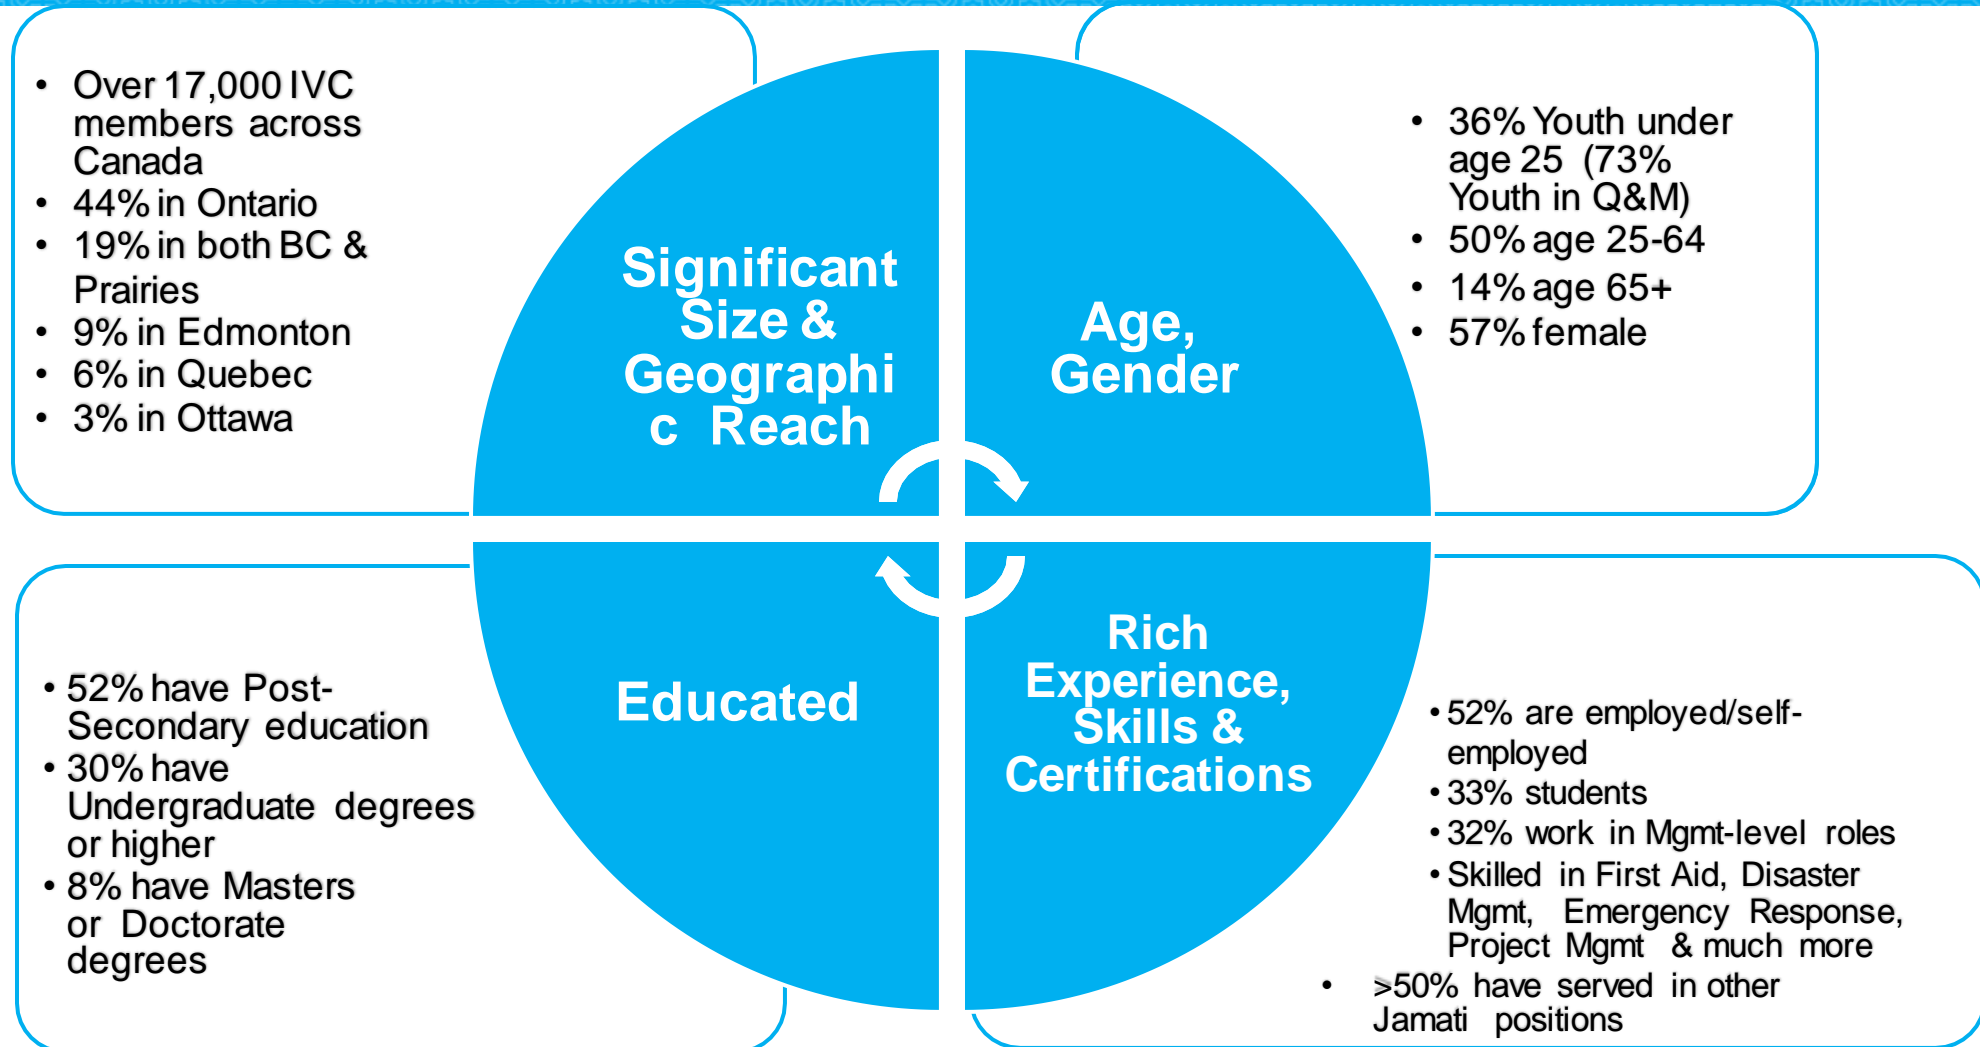 • Over 17,000 IVC
members across
Canada
• 44% in Ontario
• 19% in both BC &
Prairies
• 9% in Edmonton
• 6% in Quebec
• 3% in Ottawa
Significant
Size &
Geographi
c Reach
Age,
Gender
• 36% Youth under
age 25 (73%
Youth in Q&M)
• 50% age 25-64
• 14% age 65+
• 57% female
• 52% have Post-
Secondary education
• 30% have
Undergraduate degrees
or higher
• 8% have Masters
or Doctorate
degrees
Educated
Rich
Experience,
Skills &
Certifications
• 52% are employed/self-
employed
• 33% students
• 32% work in Mgmt-level roles
• Skilled in First Aid, Disaster
Mgmt, Emergency Response,
Project Mgmt & much more
• >50% have served in other
Jamati positions